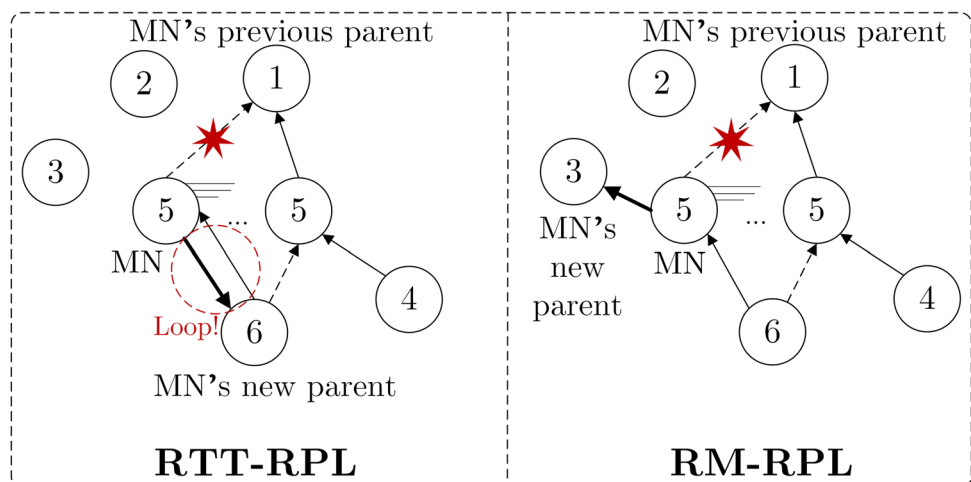 MN's previous parent
2
1
3
5
...
5
MN
4
Loop!
6
MN's new parent
RTT-RPL
MN's previous parent
2
1
3
5
...
5
MN's
new
parent
MN
4
6
RM-RPL